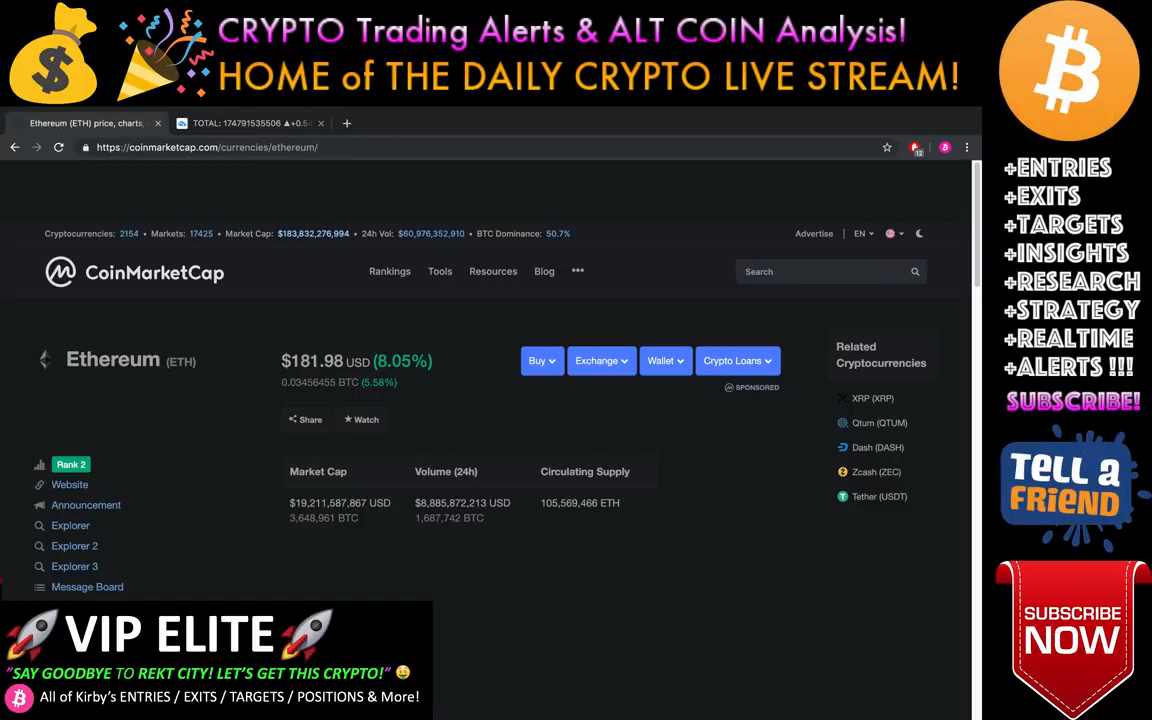 CRYPTO Trading Alerts & ALT COIN Analysis!
HOME of THE DAILY CRYPTO LIVE STREAM!
Ethereum (ETH) price, charts,
TOTAL: 174791535506 ▲+0.54
https://coinmarketcap.com/currencies/ethereum/
12
Cryptocurrencies: 2154 • Markets: 17425 • Market Cap: $183,832,276,994 • 24h Vol: $60,976,352,910 • BTC Dominance: 50.7%
Advertise | EN
CoinMarketCap
Rankings Tools Resources Blog •••
Search
Ethereum (ETH)
$181.98 USD (8.05%)
0.03456455 BTC (5.58%)
Buy Exchange Wallet Crypto Loans
SPONSORED
Share Watch
Related
Cryptocurrencies
XRP (XRP)
Qtum (QTUM)
Dash (DASH)
Zcash (ZEC)
Tether (USDT)
Rank 2
Website
Announcement
Explorer
Explorer 2
Explorer 3
Message Board
Market Cap Volume (24h) Circulating Supply
$19,211,587,867 USD $8,885,872,213 USD 105,569,466 ETH
3,648,961 BTC 1,687,742 BTC
VIP ELITE
"SAY GOODBYE TO REKT CITY! LET'S GET THIS CRYPTO!"
All of Kirby's ENTRIES / EXITS / TARGETS / POSITIONS & More!
+ENTRIES
+EXITS
+TARGETS
+INSIGHTS
+RESEARCH
+STRATEGY
+REALTIME
+ALERTS !!!
SUBSCRIBE!
TELL a
FRiEND
SUBSCRIBE
NOW